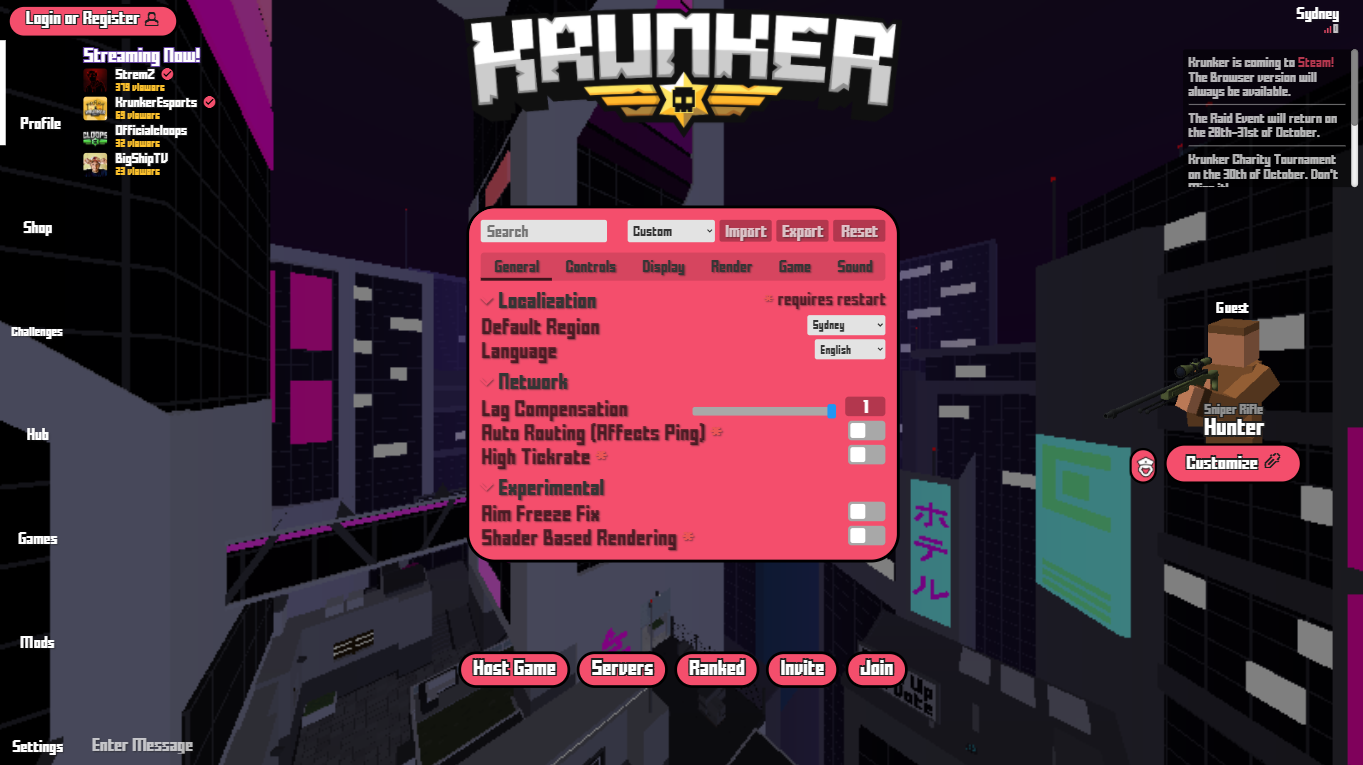 Login or Register
KRUNKER
Sydney
Streaming Now!
StremZ
379 viewers
KrunkerEsports
69 viewers
Officialcloops
32 viewers
BigShipTV
23 viewers
Krunker is coming to Steam!
The Browser version will
always be available.
The Raid Event will return on
the 28th-31st of October.
Krunker Charity Tournament
on the 30th of October. Don't
Profile
Shop
Challenges
Hub
Games
Mods
Settings
Enter Message
Search
Custom
Import
Export
Reset
General
Controls
Display
Render
Game
Sound
Localization
* requires restart
Default Region
Sydney
Language
English
Network
Lag Compensation
1
Auto Routing (Affects Ping) *
High Tickrate *
Experimental
Aim Freeze Fix
Shader Based Rendering *
Guest
Sniper Rifle
Hunter
Customize
ホテル
Host Game
Servers
Ranked
Invite
Join
Up
Date